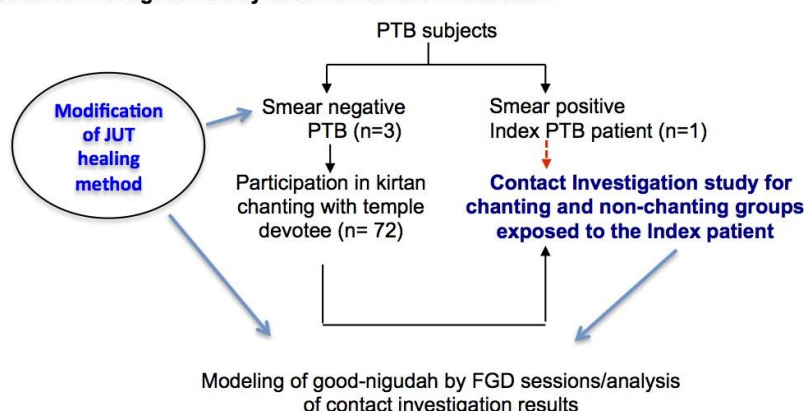 PTB subjects
Modification
of JUT
healing
method
Smear negative
PTB (n=3)
Smear positive
Index PTB patient (n=1)
Participation in kirtan
chanting with temple
devotee (n= 72)
Contact Investigation study for
chanting and non-chanting groups
exposed to the Index patient
Modeling of good-nigudah by FGD sessions/analysis
of contact investigation results